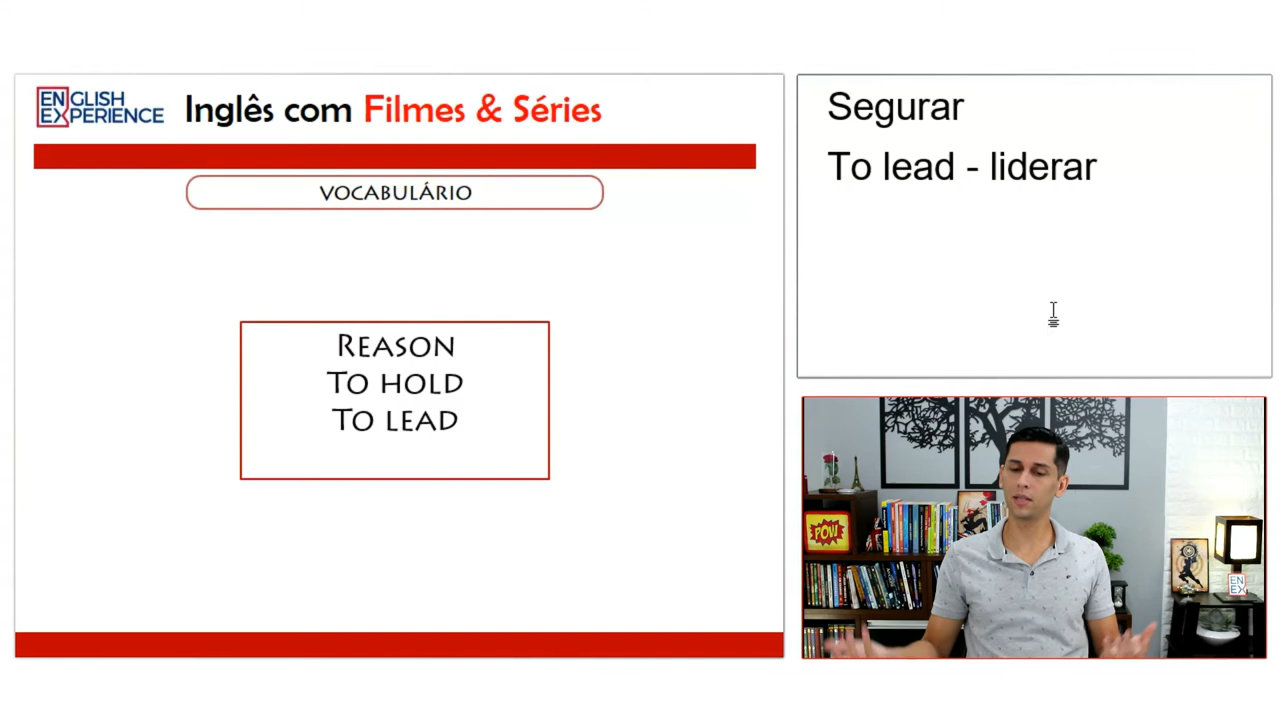 ENGLISH
EXPERIENCE
Inglês com Filmes & Séries
VOCABULÁRIO
REASON
TO HOLD
TO LEAD
Segurar
To lead - liderar
POW
EN
EX